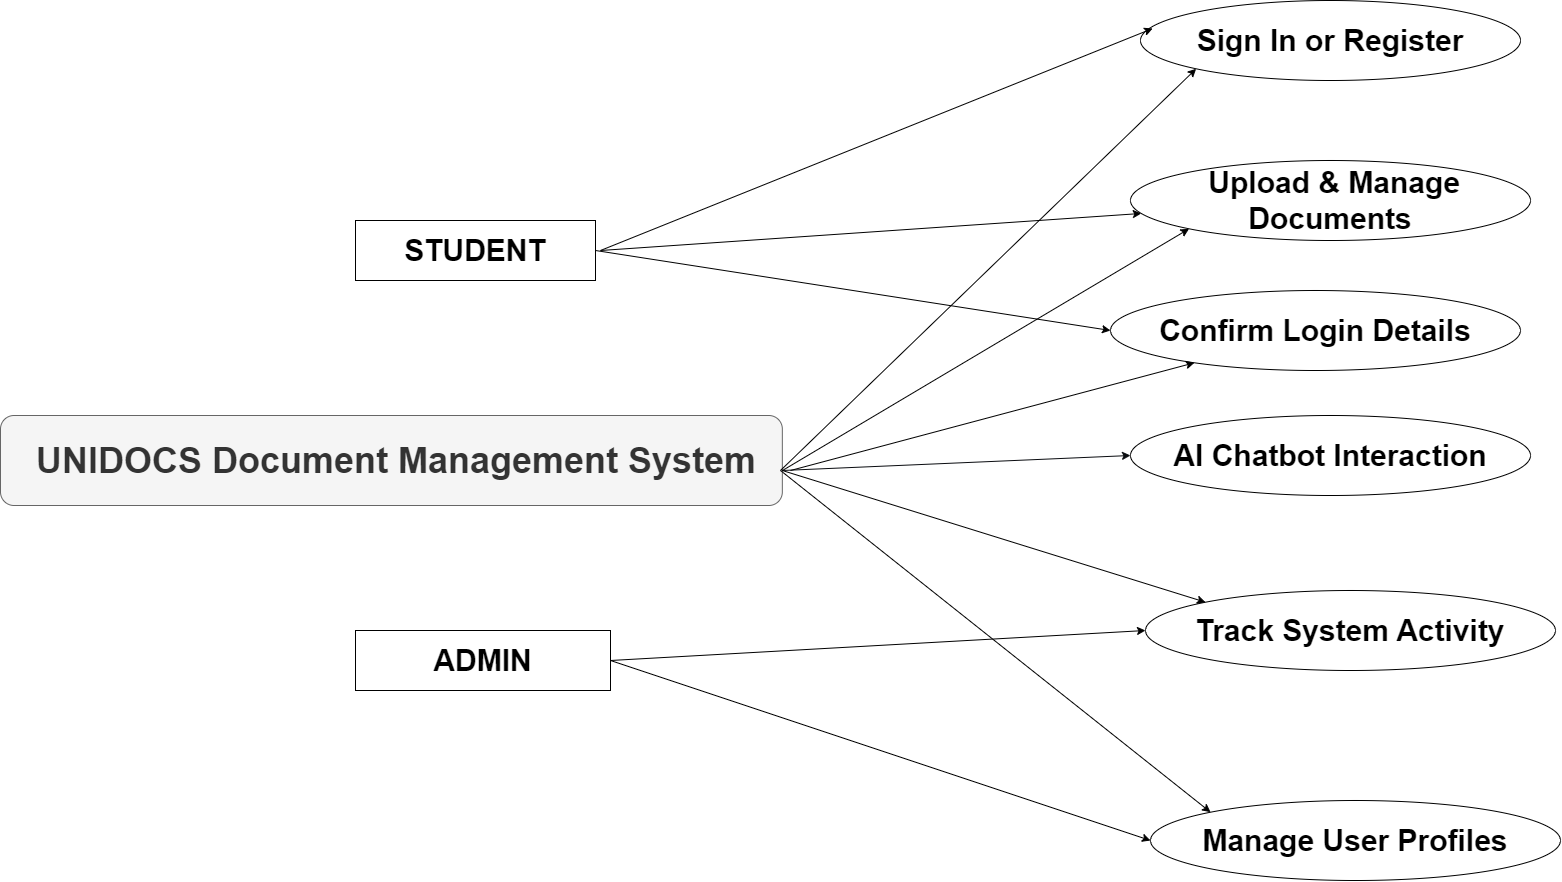 Sign In or Register
Upload & Manage
Documents
STUDENT
Confirm Login Details
UNIDOCS Document Management System
AI Chatbot Interaction
Track System Activity
ADMIN
Manage User Profiles